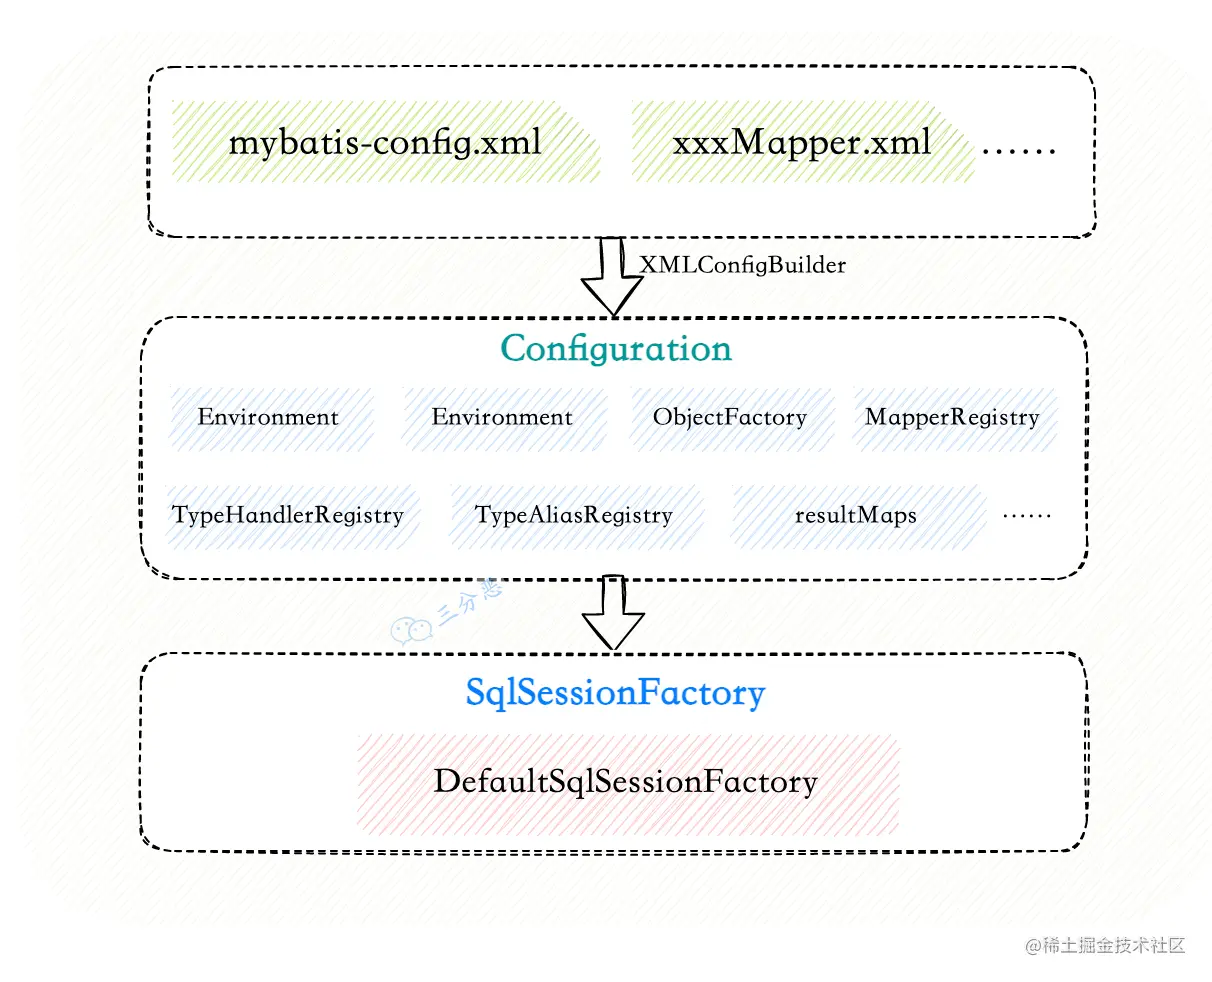 mybatis-config.xml xxxMapper.xml ......
XMLConfigBuilder
Configuration
Environment Environment ObjectFactory MapperRegistry
TypeHandlerRegistry TypeAliasRegistry resultMaps ......
三分恶
SqlSessionFactory
DefaultSqlSessionFactory
@稀土掘金技术社区